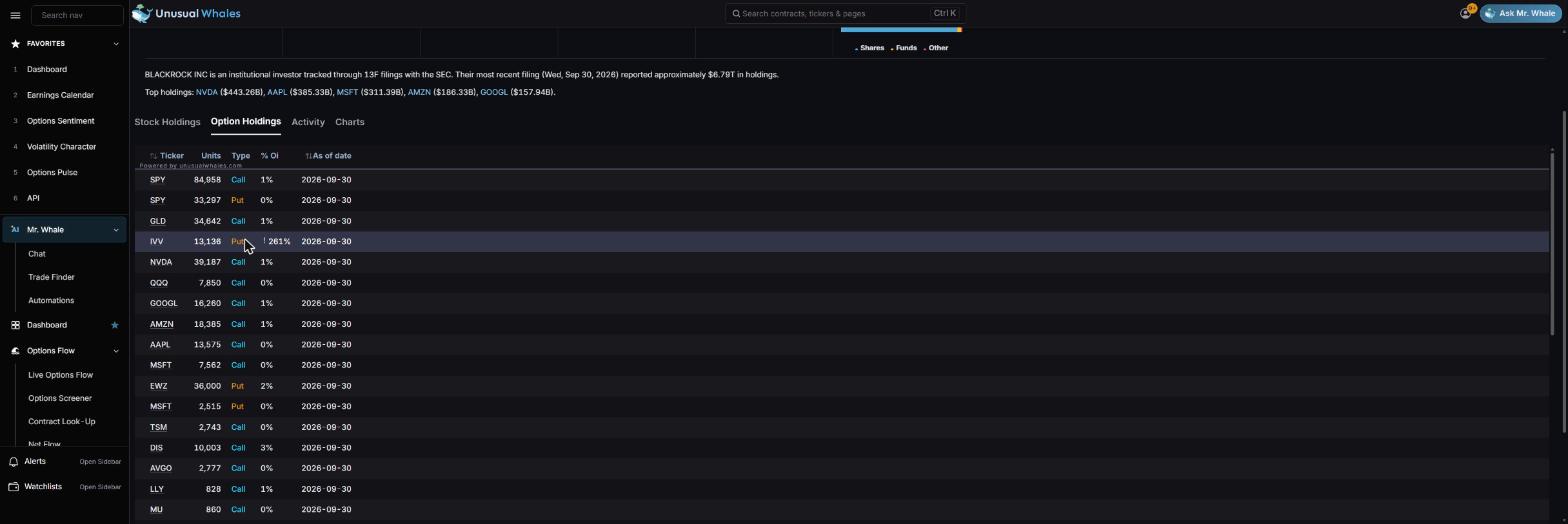 Search nav
Unusual Whales
Search contracts, tickers & pages Ctrl K
9+
Ask Mr. Whale
FAVORITES
1 Dashboard
2 Earnings Calendar
3 Options Sentiment
4 Volatility Character
5 Options Pulse
6 API
AI Mr. Whale
Chat
Trade Finder
Automations
Dashboard
Options Flow
Live Options Flow
Options Screener
Contract Look-Up
Net Flow
Alerts Open Sidebar
Watchlists Open Sidebar
Shares Funds Other
BLACKROCK INC is an institutional investor tracked through 13F filings with the SEC. Their most recent filing (Wed, Sep 30, 2026) reported approximately $6.79T in holdings.
Top holdings: NVDA ($443.26B), AAPL ($385.33B), MSFT ($311.39B), AMZN ($186.33B), GOOGL ($157.94B).
Stock Holdings Option Holdings Activity Charts
↑↓ Ticker Units Type % OI ↑↓ As of date
Powered by unusualwhales.com
SPY 84,958 Call 1% 2026-09-30
SPY 33,297 Put 0% 2026-09-30
GLD 34,642 Call 1% 2026-09-30
IVV 13,136 Put ! 261% 2026-09-30
NVDA 39,187 Call 1% 2026-09-30
QQQ 7,850 Call 0% 2026-09-30
GOOGL 16,260 Call 1% 2026-09-30
AMZN 18,385 Call 1% 2026-09-30
AAPL 13,575 Call 0% 2026-09-30
MSFT 7,562 Call 0% 2026-09-30
EWZ 36,000 Put 2% 2026-09-30
MSFT 2,515 Put 0% 2026-09-30
TSM 2,743 Call 0% 2026-09-30
DIS 10,003 Call 3% 2026-09-30
AVGO 2,777 Call 0% 2026-09-30
LLY 828 Call 1% 2026-09-30
MU 860 Call 0% 2026-09-30